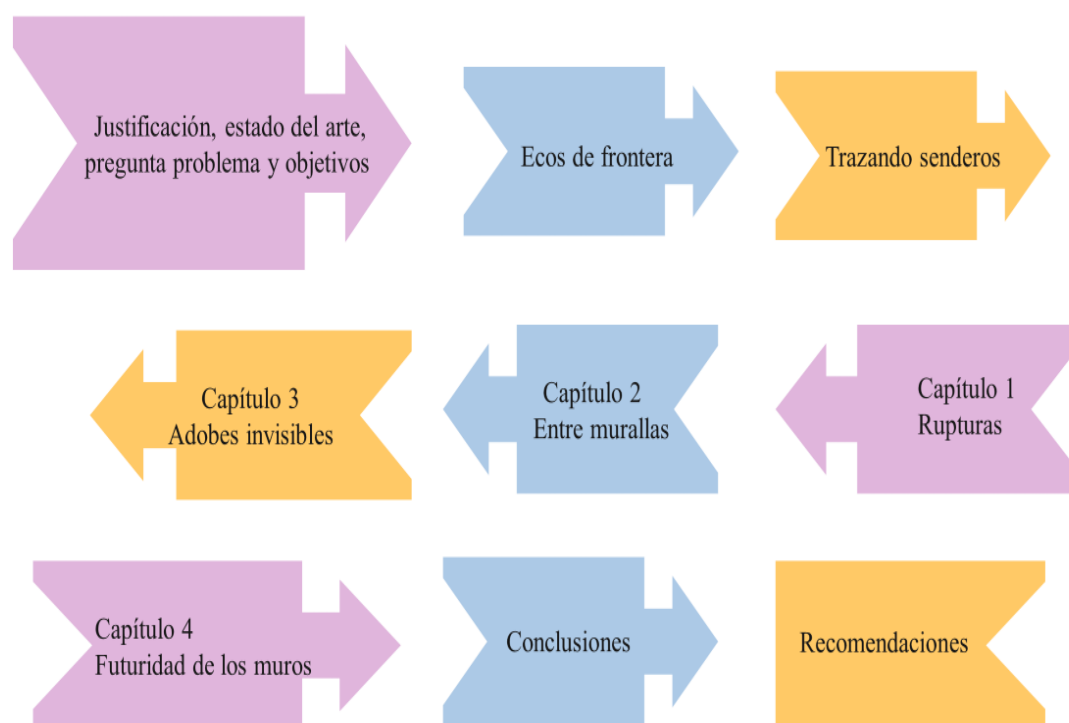 Justificación, estado del arte,
pregunta problema y objetivos
Ecos de frontera
Trazando senderos
Capítulo 1
Rupturas
Capítulo 2
Entre murallas
Capítulo 3
Adobes invisibles
Capítulo 4
Futuridad de los muros
Conclusiones
Recomendaciones